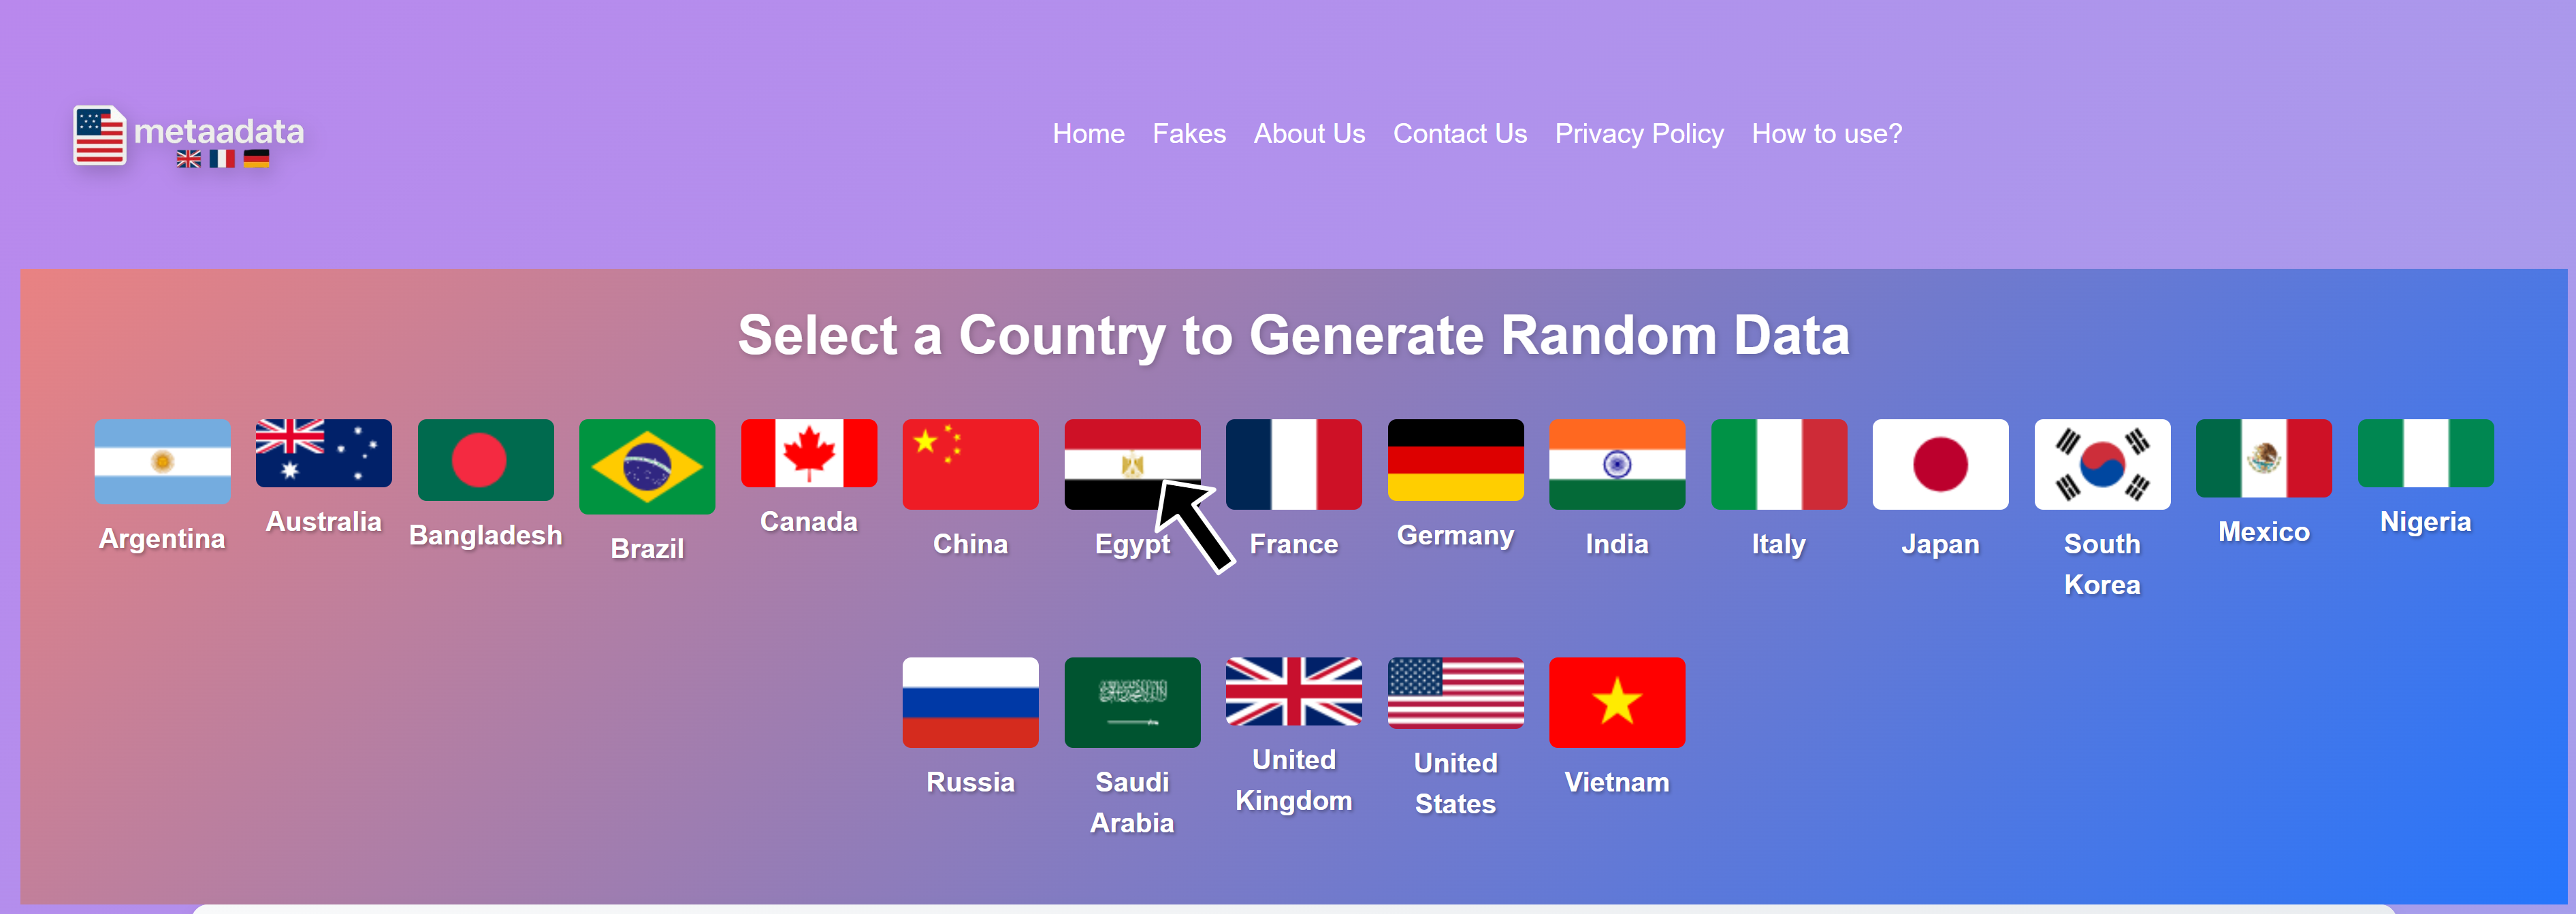 metaadata
Home Fakes About Us Contact Us Privacy Policy How to use?
Select a Country to Generate Random Data
Argentina
Australia
Bangladesh
Brazil
Canada
China
Egypt
France
Germany
India
Italy
Japan
South
Korea
Mexico
Nigeria
Russia
Saudi
Arabia
United
Kingdom
United
States
Vietnam